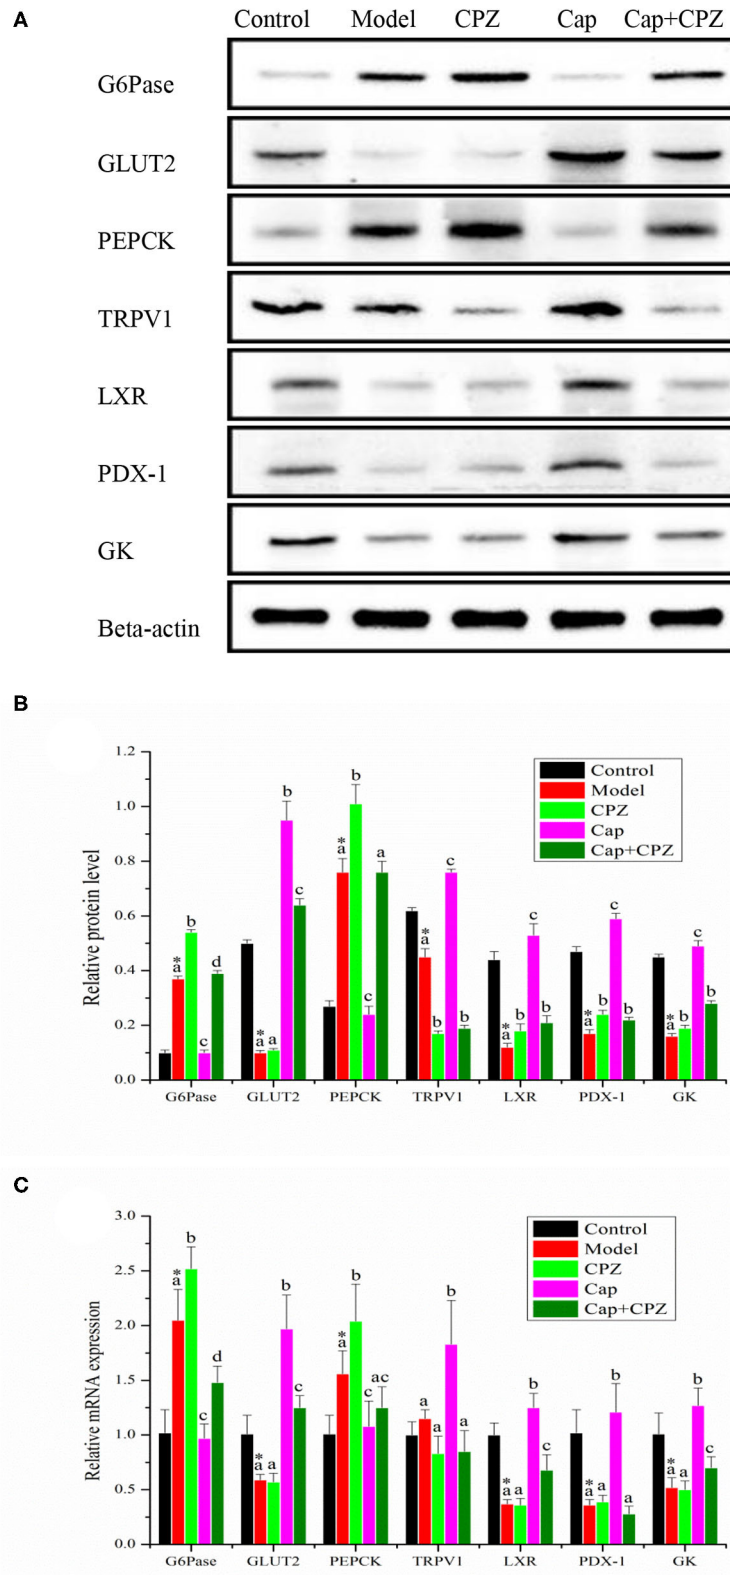 A
Control Model CPZ Cap Cap+CPZ
G6Pase
GLUT2
PEPCK
TRPV1
LXR
PDX-1
GK
Beta-actin
B
Relative protein level
1.2
1.0
0.8
0.6
0.4
0.2
0.0
Control
Model
CPZ
Cap
Cap+CPZ
* a b c d
* a a b c
* a b c a
* a b c b
* a b c b
* a b c b
* a b c b
G6Pase GLUT2 PEPCK TRPV1 LXR PDX-1 GK
C
Relative mRNA expression
3.0
2.5
2.0
1.5
1.0
0.5
0.0
Control
Model
CPZ
Cap
Cap+CPZ
* a b c d
* a a b c
* a b c ac
a a b a
* a a b c
* a a b a
* a a b c
G6Pase GLUT2 PEPCK TRPV1 LXR PDX-1 GK